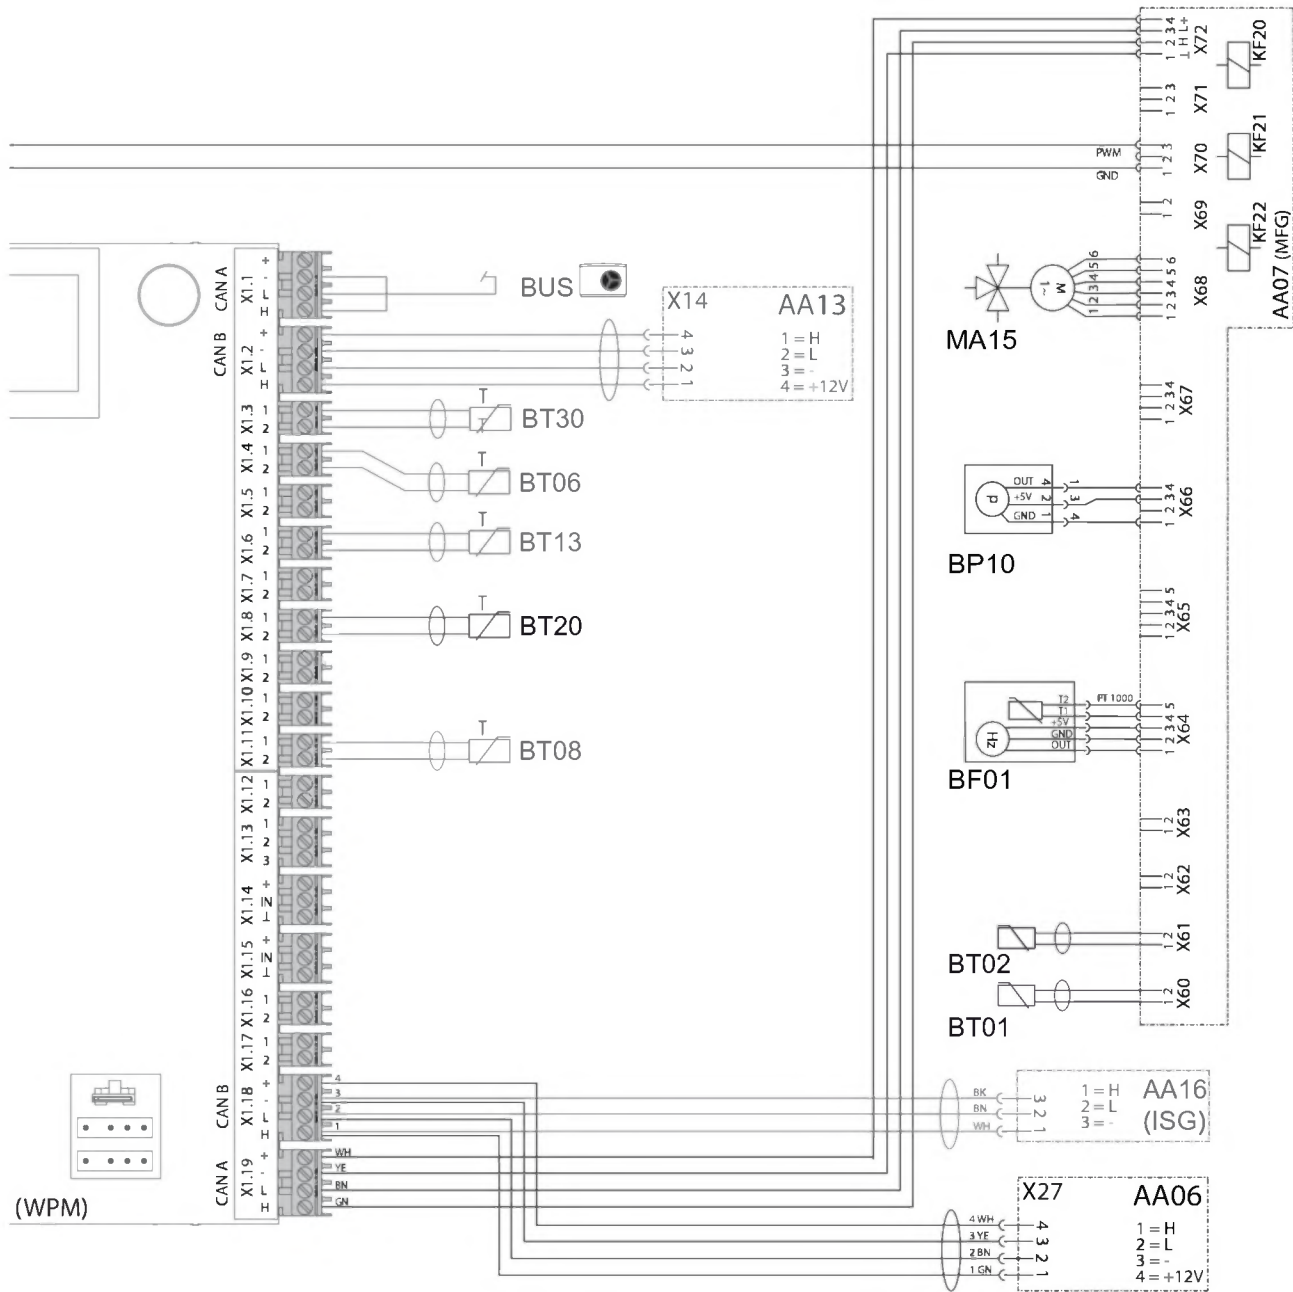 4 L+
3 L
2 H
1 ⊥
X72
KF20
3
2
1
X71
PWM
GND
3
2
1
X70
KF21
2
1
X69
KF22
AA07 (MFG)
6
5
4
3
2
1
M
1~
6
5
4
3
2
1
X68
MA15
4
3
2
1
X67
OUT 4 1
+5V 2 3
GND 1 4
P
4
3
2
1
X66
BP10
5
4
3
2
1
X65
T2
T1
+5V
GND
OUT
Hz
PT 1000
5
4
3
2
1
X64
BF01
2
1
X63
2
1
X62
2
1
X61
BT02
2
1
X60
BT01
CAN A
X1.1
+
-
L
H
BUS
CAN B
X1.2
+
-
L
H
X14
AA13
4
3
2
1
1 = H
2 = L
3 = -
4 = +12V
X1.3
1
2
T
T
BT30
X1.4
1
2
T
BT06
X1.5
1
2
X1.6
1
2
T
BT13
X1.7
1
2
X1.8
1
2
T
BT20
X1.9
1
2
X1.10
1
2
X1.11
1
2
T
BT08
X1.12
1
2
X1.13
1
2
3
X1.14
+
IN
⊥
X1.15
+
IN
⊥
X1.16
1
2
X1.17
1
2
CAN B
X1.18
+
-
L
H
4
3
2
1
CAN A
X1.19
+
-
L
H
WH
YE
BN
GN
(WPM)
BK 3
BN 2
WH 1
1 = H
2 = L
3 = -
AA16
(ISG)
X27
AA06
4 WH 4
3 YE 3
2 BN 2
1 GN 1
1 = H
2 = L
3 = -
4 = +12V